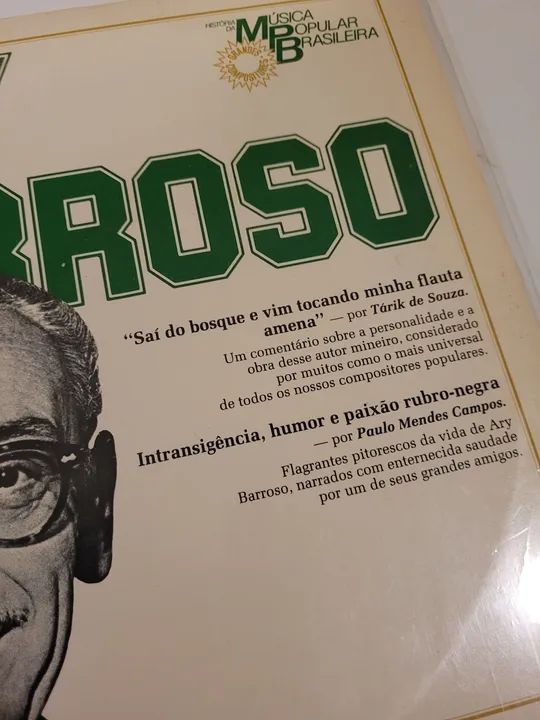 HISTÓRIA DA
MÚSICA
POPULAR
BRASILEIRA
GRANDES
COMPOSITORES
RROSO
“Saí do bosque e vim tocando minha flauta
amena” — por Tárik de Souza.
Um comentário sobre a personalidade e a
obra desse autor mineiro, considerado
por muitos como o mais universal
de todos os nossos compositores populares.
Intransigência, humor e paixão rubro-negra
— por Paulo Mendes Campos.
Flagrantes pitorescos da vida de Ary
Barroso, narrados com enternecida saudade
por um de seus grandes amigos.